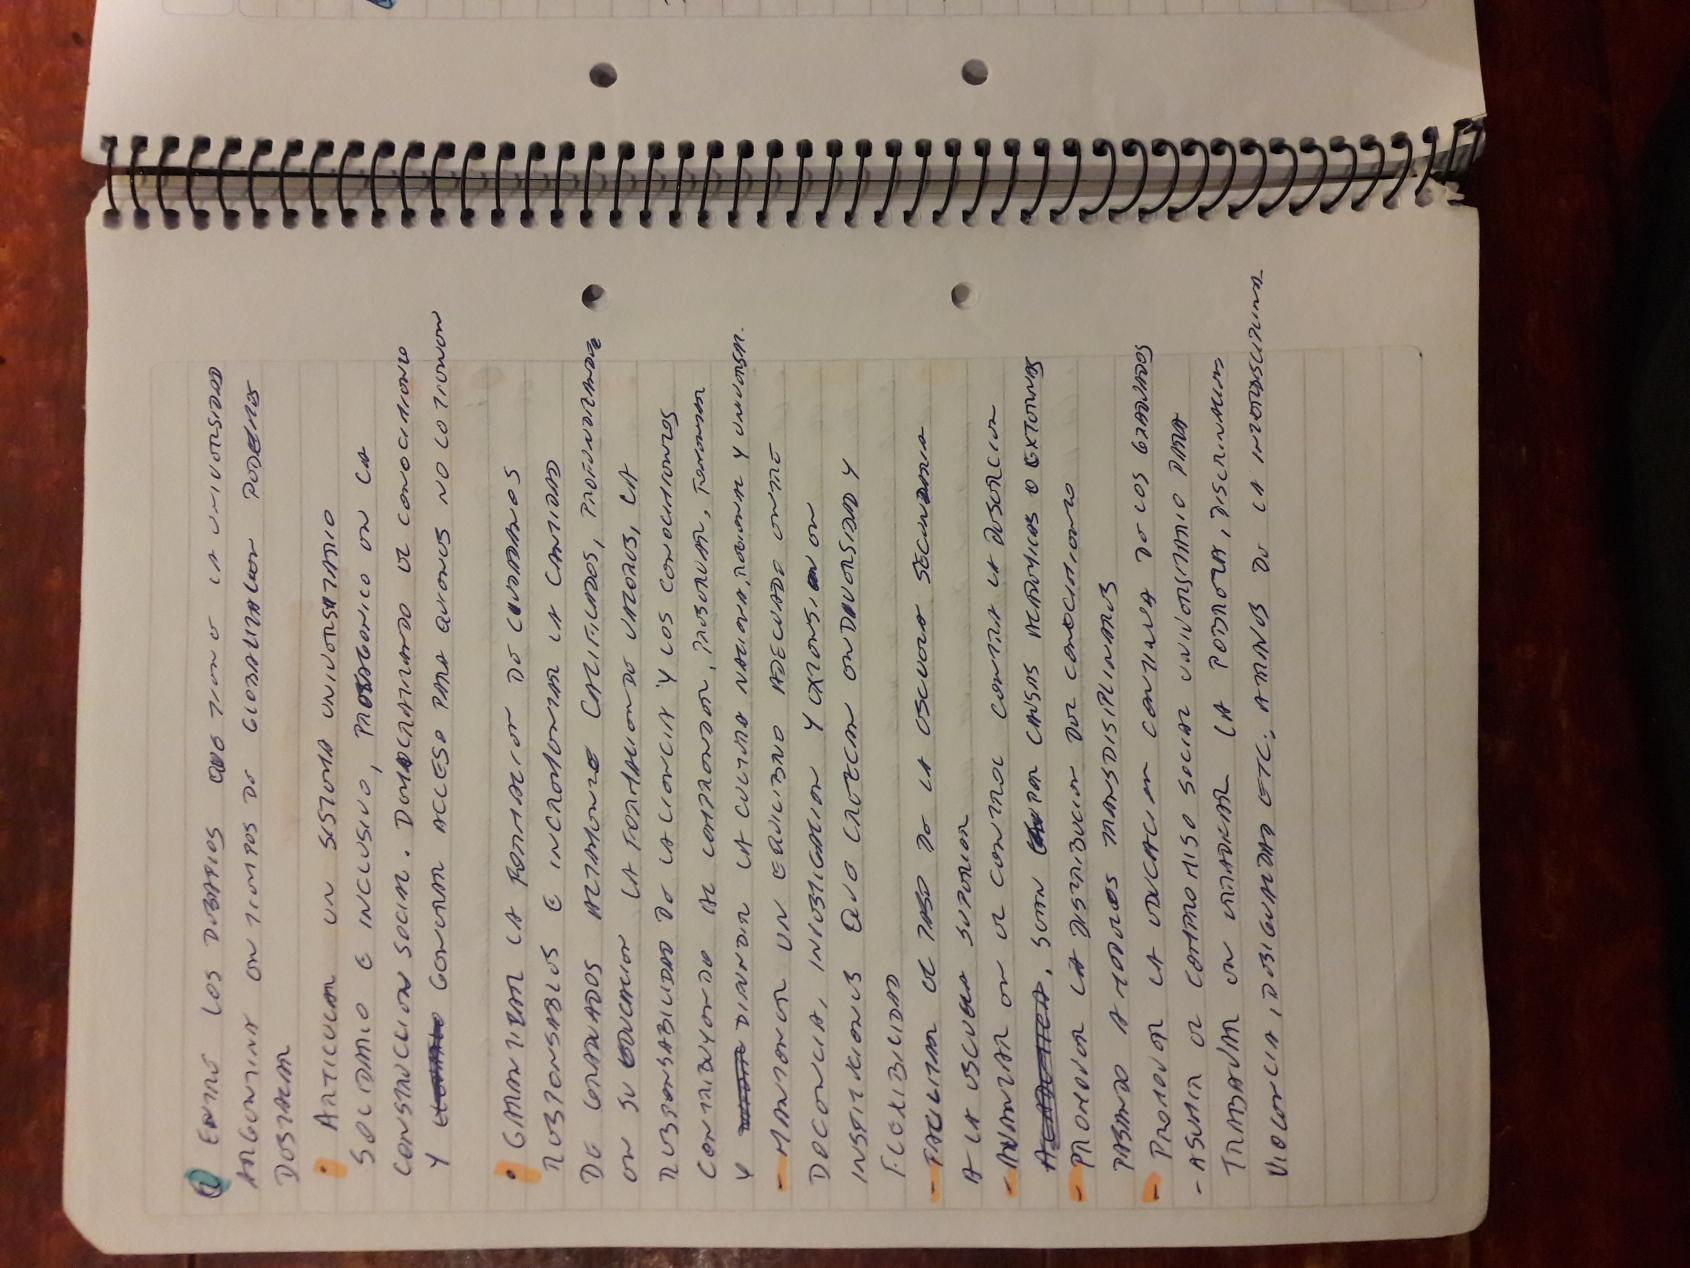 ① ENTRE LOS DESAFIOS QUE TIENE LA UNIVERSIDAD
ARGENTINA EN TIEMPOS DE GLOBALIZACION PODEMOS
DESTACAR
• ARTICULAR UN SISTEMA UNIVERSITARIO
SOLIDARIO E INCLUSIVO, PROTAGONICO EN LA
CONSTRUCCION SOCIAL. DEMOCRATIZANDO EL CONOCIMIENTO
Y GENERAR ACCESO PARA QUIENES NO LO TIENEN
• GARANTIZAR LA FORMACION DE CIUDADANOS
RESPONSABLES E INCREMENTAR LA CANTIDAD
DE GRADUADOS ALTAMENTE CALIFICADOS, PROFUNDIZANDO
EN SU EDUCACION LA FORMACION DE VALORES, LA
RESPONSABILIDAD DE LA CIENCIA Y LOS CONOCIMIENTOS
CONTRIBUYENDO AL COMPRENDER, PRESERVAR, FOMENTAR
Y DIFUNDIR LA CULTURA NACIONAL, REGIONAL Y UNIVERSAL.
- MANTENER UN EQUILIBRIO ADECUADO ENTRE
DOCENCIA, INVESTIGACION Y EXTENSION EN
INSTITUCIONES QUE CREZCAN EN DIVERSIDAD Y
FLEXIBILIDAD
- FACILITAR EL PASO DE LA ESCUELA SECUNDARIA
A LA ESCUELA SUPERIOR
- AVANZAR EN EL CONTROL CONTRA LA DESERCION
, SEAN CAUSAS ACADEMICAS O EXTERNAS
- PROMOVER LA DISTRIBUCION DEL CONOCIMIENTO
PASANDO A MODELOS TRANSDISIPLINARES
- PROMOVER LA EDUCACION CONTINUA DE LOS GRADUADOS
- ASUMIR EL COMPROMISO SOCIAL UNIVERSITARIO PARA
TRABAJAR EN ERRADICAR LA POBREZA, DISCRIMINACION
VIOLENCIA, DESIGUALDAD ETC, A TRAVES DE LA INTERDISCIPLINA